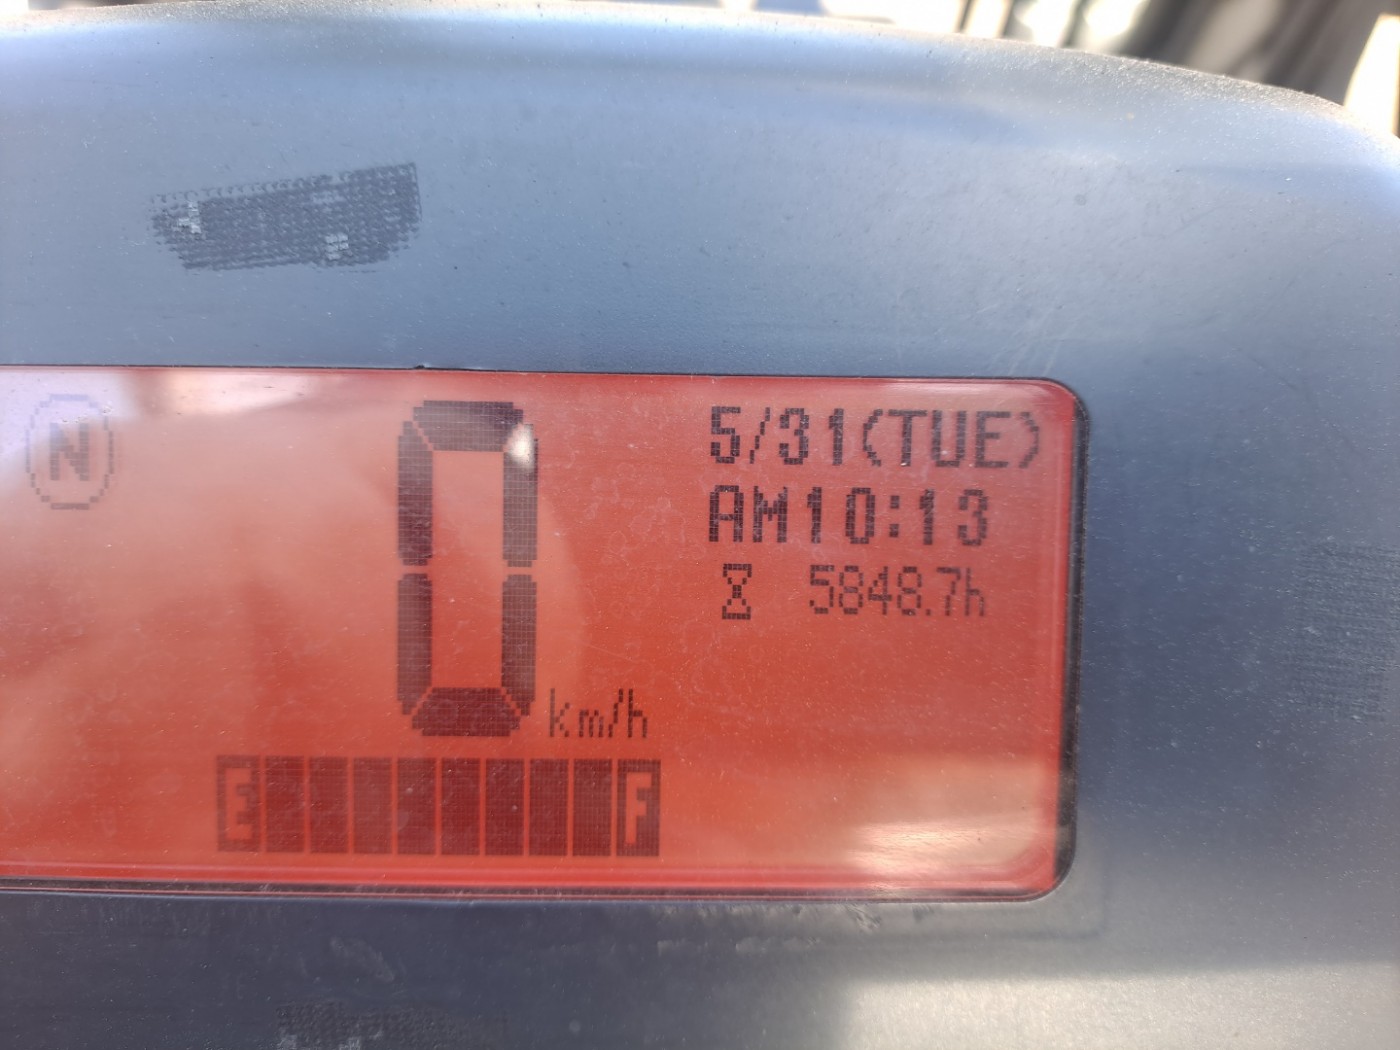 N
0 km/h
5/31(TUE)
AM10:13
5848.7h
E F